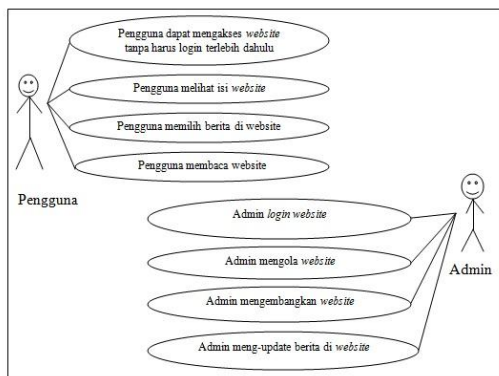 Pengguna dapat mengakses website
tanpa harus login terlebih dahulu
Pengguna melihat isi website
Pengguna memilih berita di website
Pengguna membaca website
Pengguna
Admin login website
Admin mengola website
Admin mengembangkan website
Admin meng-update berita di website
Admin